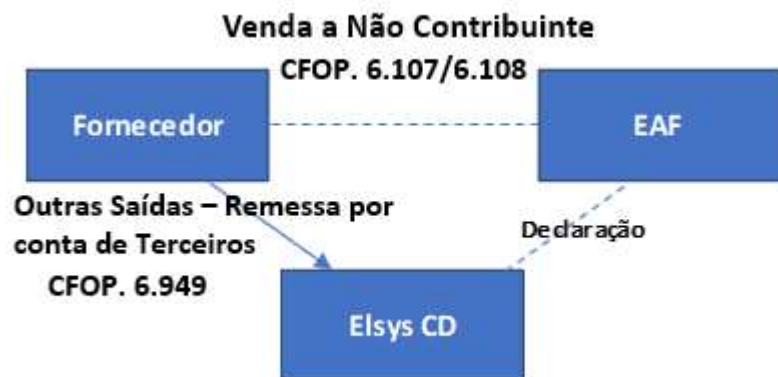 Venda a Não Contribuinte
CFOP. 6.107/6.108
Fornecedor
EAF
Outras Saídas – Remessa por
conta de Terceiros
CFOP. 6.949
Declaração
Elsys CD